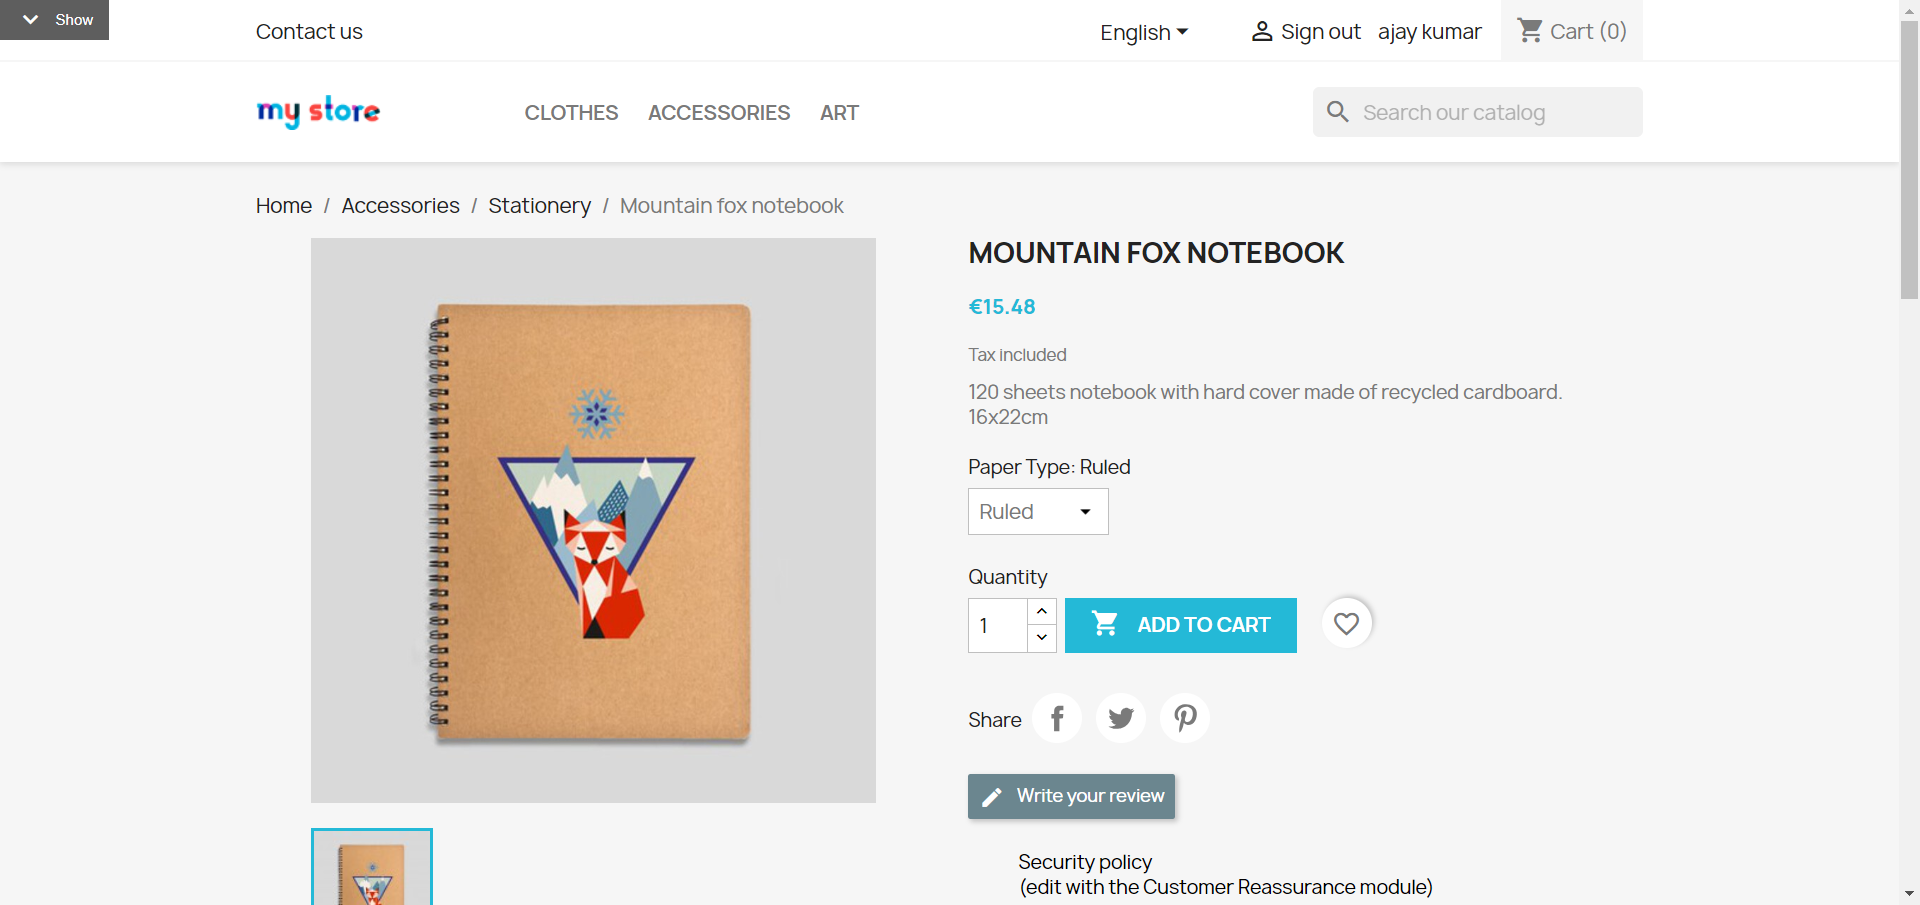 Show
Contact us
English
Sign out
ajay kumar
Cart (0)
my store
CLOTHES
ACCESSORIES
ART
Search our catalog
Home / Accessories / Stationery / Mountain fox notebook
MOUNTAIN FOX NOTEBOOK
€15.48
Tax included
120 sheets notebook with hard cover made of recycled cardboard.
16x22cm
Paper Type: Ruled
Ruled
Quantity
1
ADD TO CART
Share
Write your review
Security policy
(edit with the Customer Reassurance module)